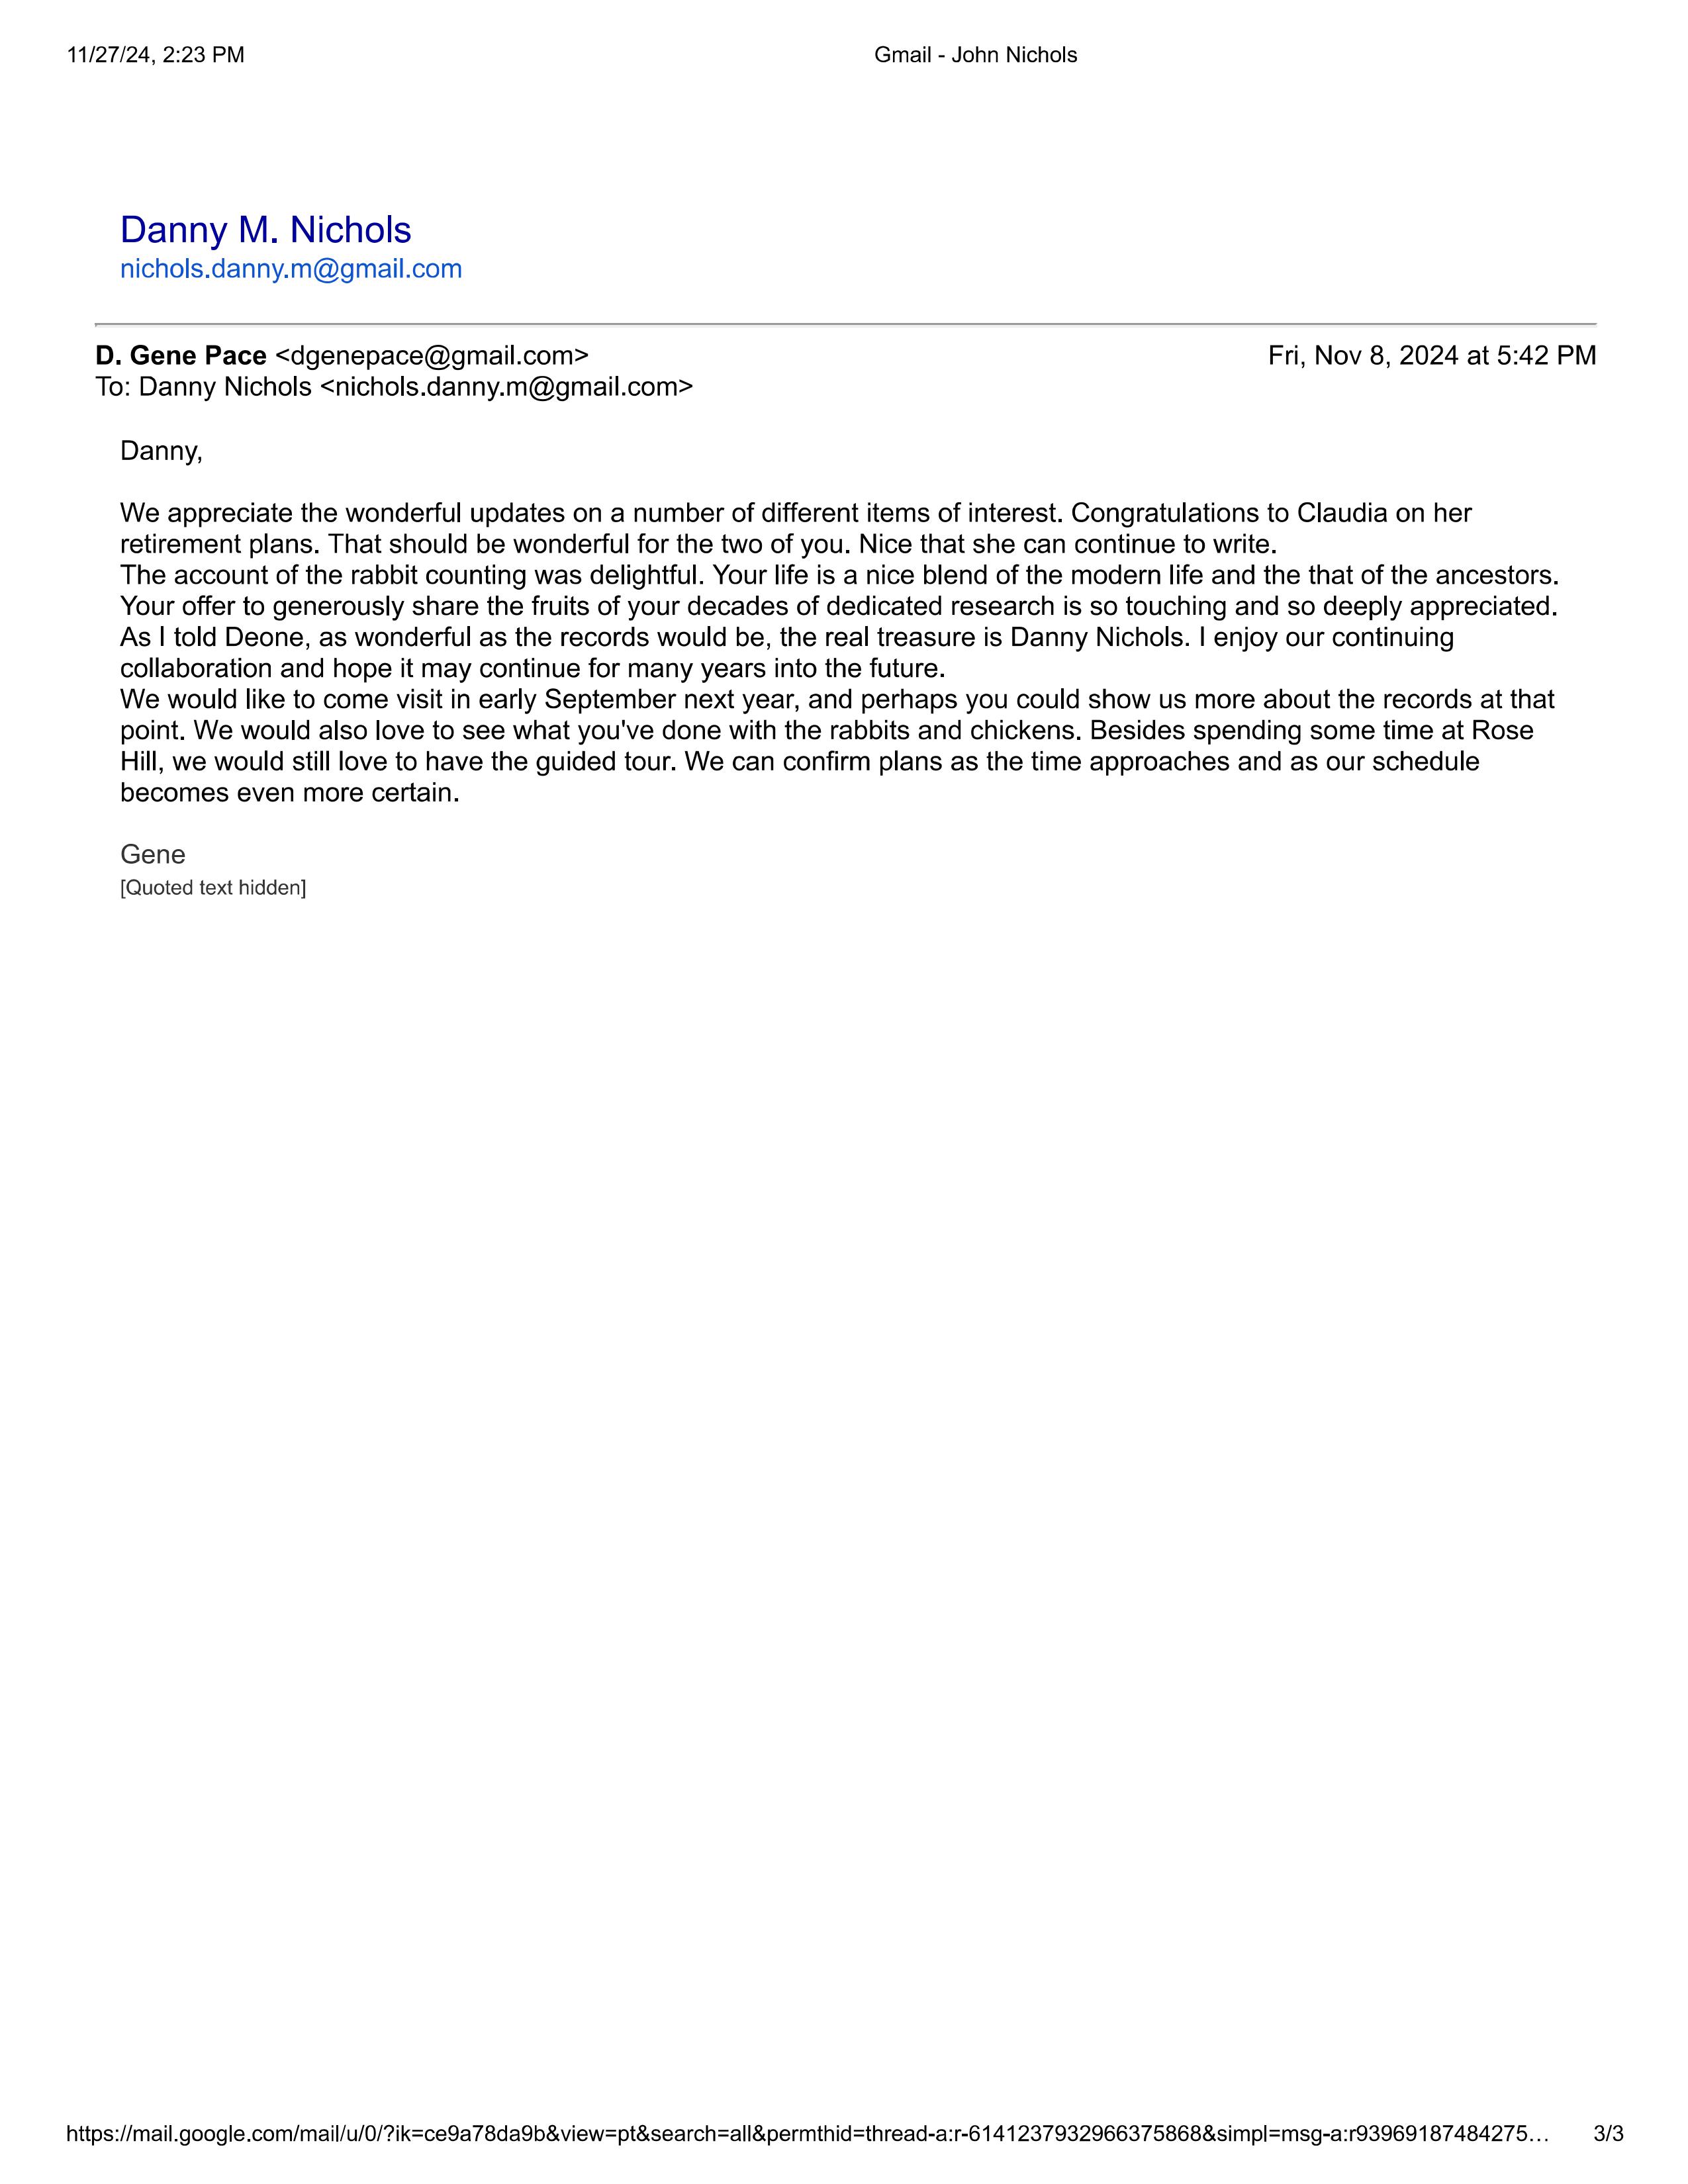 11/27/24, 2:23 PM
Gmail - John Nichols
Danny M. Nichols
nichols.danny.m@gmail.com
D. Gene Pace <dgenepace@gmail.com>
Fri, Nov 8, 2024 at 5:42 PM
To: Danny Nichols <nichols.danny.m@gmail.com>
Danny,
We appreciate the wonderful updates on a number of different items of interest. Congratulations to Claudia on her
retirement plans. That should be wonderful for the two of you. Nice that she can continue to write.
The account of the rabbit counting was delightful. Your life is a nice blend of the modern life and the that of the ancestors.
Your offer to generously share the fruits of your decades of dedicated research is so touching and so deeply appreciated.
As I told Deone, as wonderful as the records would be, the real treasure is Danny Nichols. I enjoy our continuing
collaboration and hope it may continue for many years into the future.
We would like to come visit in early September next year, and perhaps you could show us more about the records at that
point. We would also love to see what you've done with the rabbits and chickens. Besides spending some time at Rose
Hill, we would still love to have the guided tour. We can confirm plans as the time approaches and as our schedule
becomes even more certain.
Gene
[Quoted text hidden]
https://mail.google.com/mail/u/0/?ik=ce9a78da9b&view=pt&search=all&permthid=thread-a:r-6141237932966375868&simpl=msg-a:r93969187484275…
3/3